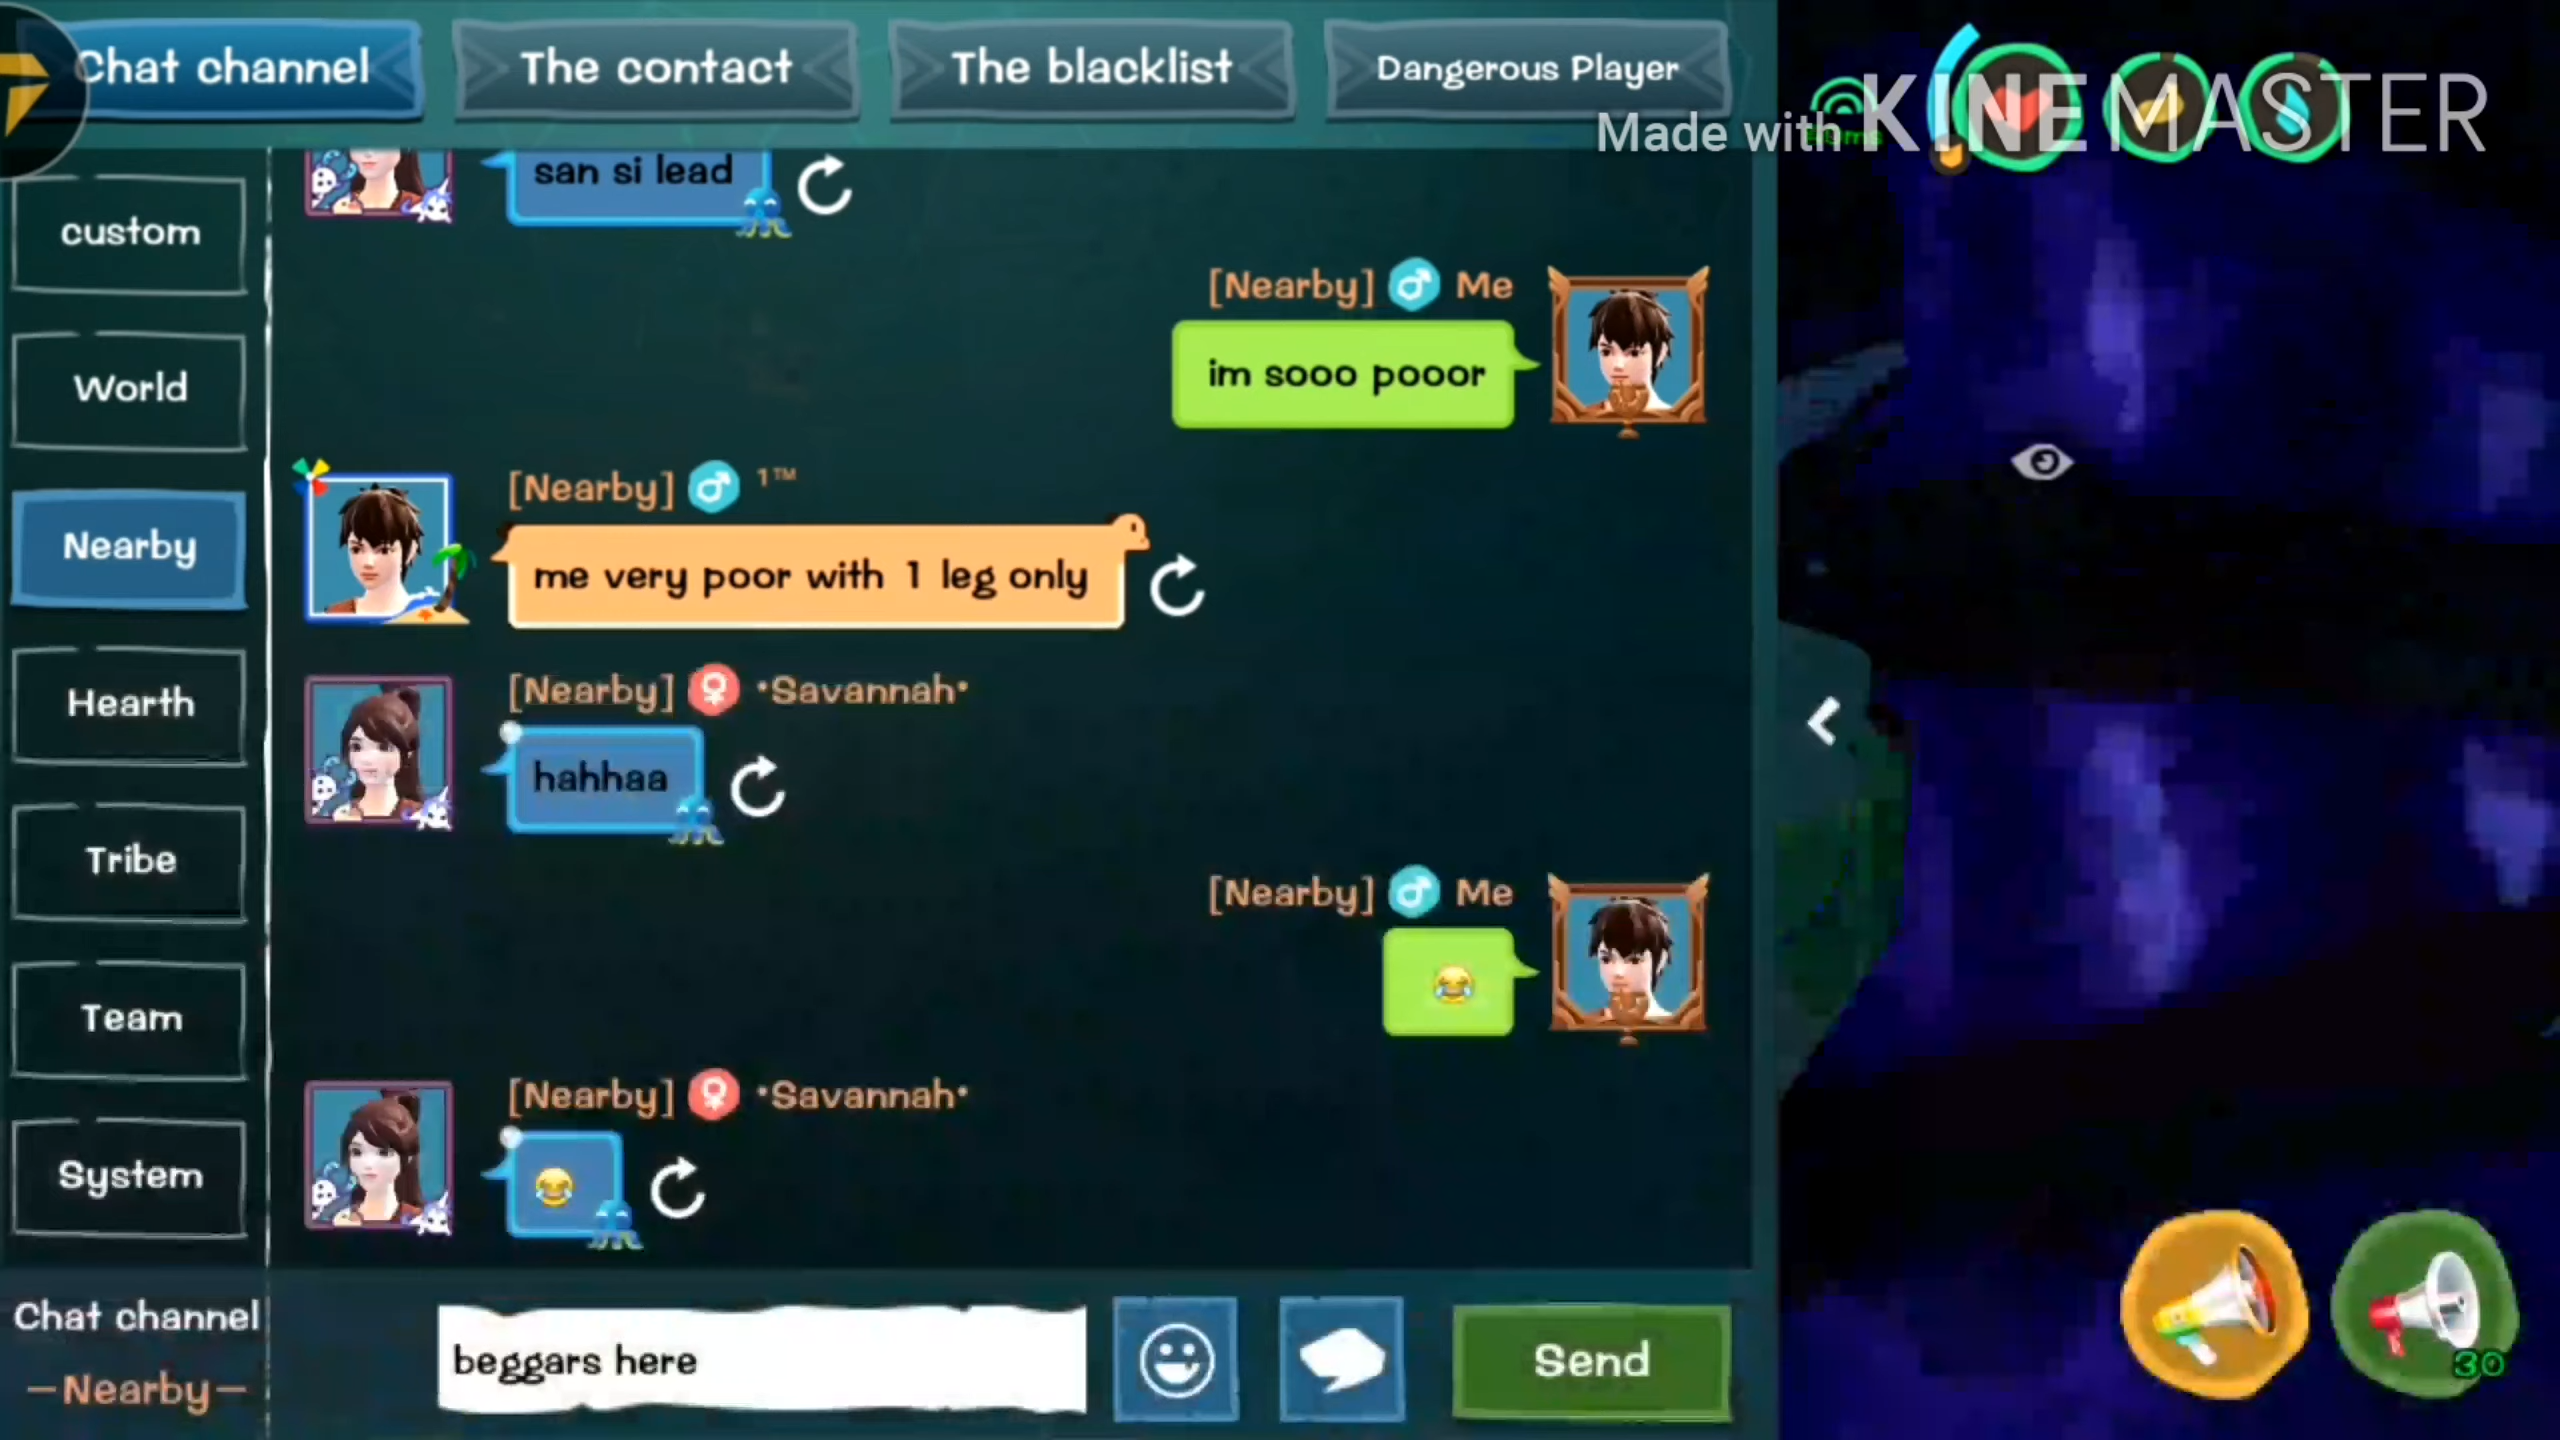 Chat channel
The contact
The blacklist
Dangerous Player
Made with KINEMASTER
custom
World
Nearby
Hearth
Tribe
Team
System
san si lead
[Nearby] Me
im sooo pooor
[Nearby] 1™
me very poor with 1 leg only
[Nearby] •Savannah•
hahhaa
[Nearby] Me
[Nearby] •Savannah•
Chat channel
—Nearby—
beggars here
Send
30